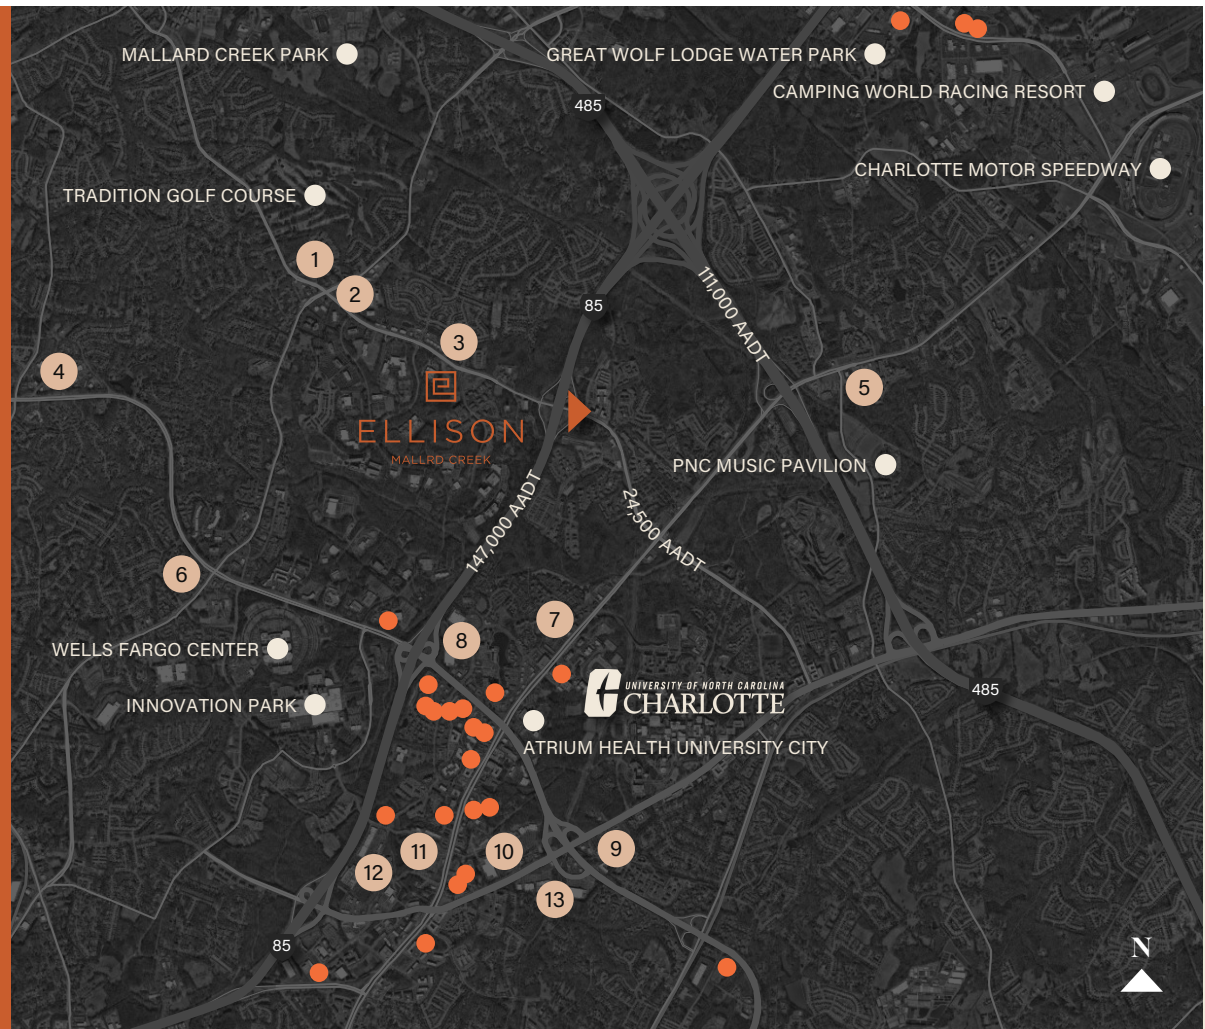 MALLARD CREEK PARK
GREAT WOLF LODGE WATER PARK
CAMPING WORLD RACING RESORT
485
CHARLOTTE MOTOR SPEEDWAY
TRADITION GOLF COURSE
1
2
85
111,000 AADT
3
4
5
ELLISON
MALLRD CREEK
PNC MUSIC PAVILION
147,000 AADT
24,500 AADT
6
7
8
WELLS FARGO CENTER
UNIVERSITY OF NORTH CAROLINA
CHARLOTTE
485
INNOVATION PARK
ATRIUM HEALTH UNIVERSITY CITY
9
10
11
12
13
85
N